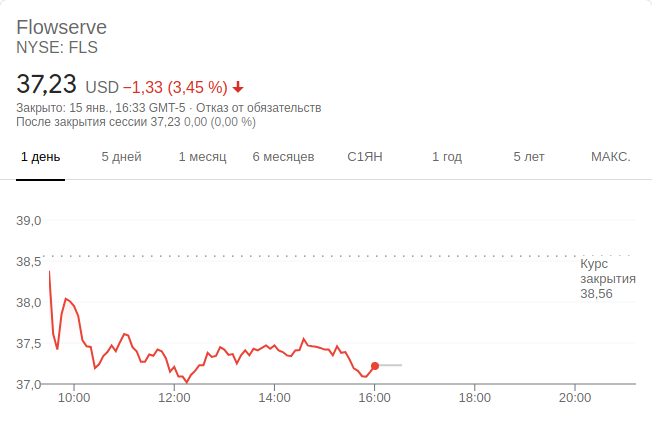 Flowserve
NYSE: FLS
37,23 USD −1,33 (3,45 %)
Закрыто: 15 янв., 16:33 GMT-5 · Отказ от обязательств
После закрытия сессии 37,23 0,00 (0,00 %)
1 день 5 дней 1 месяц 6 месяцев С1ЯН 1 год 5 лет МАКС.
39,0
38,5
38,0
37,5
37,0
Курс
закрытия
38,56
10:00 12:00 14:00 16:00 18:00 20:00